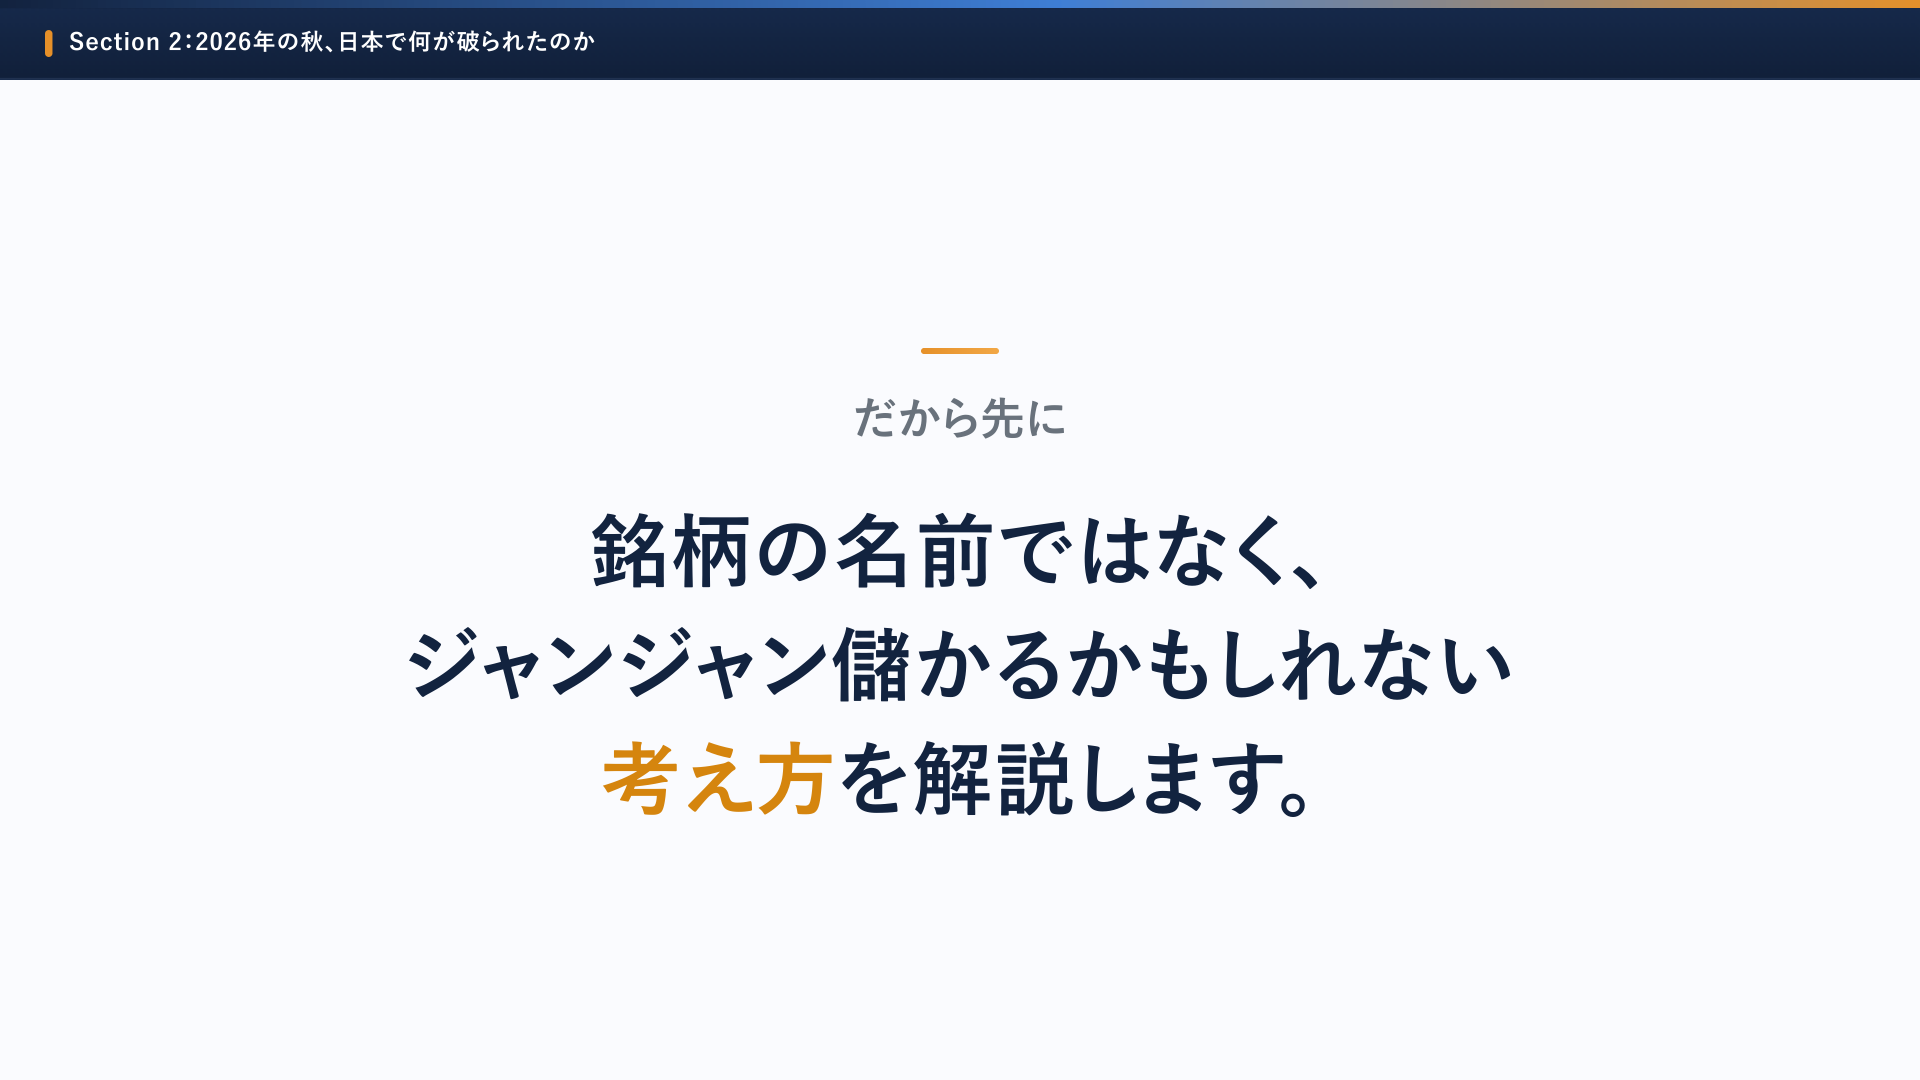 Section 2：2026年の秋、日本で何が破られたのか
だから先に
銘柄の名前ではなく、
ジャンジャン儲かるかもしれない
考え方を解説します。